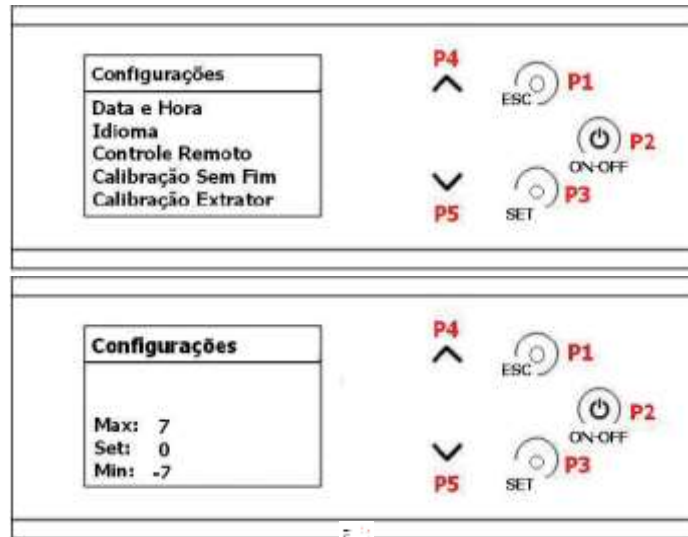 Configurações
Data e Hora
Idioma
Controle Remoto
Calibração Sem Fim
Calibração Extrator
P4
ESC
P1
P2
ON-OFF
P5
SET
P3
Configurações
Max: 7
Set: 0
Min: -7
P4
ESC
P1
P2
ON-OFF
P5
SET
P3